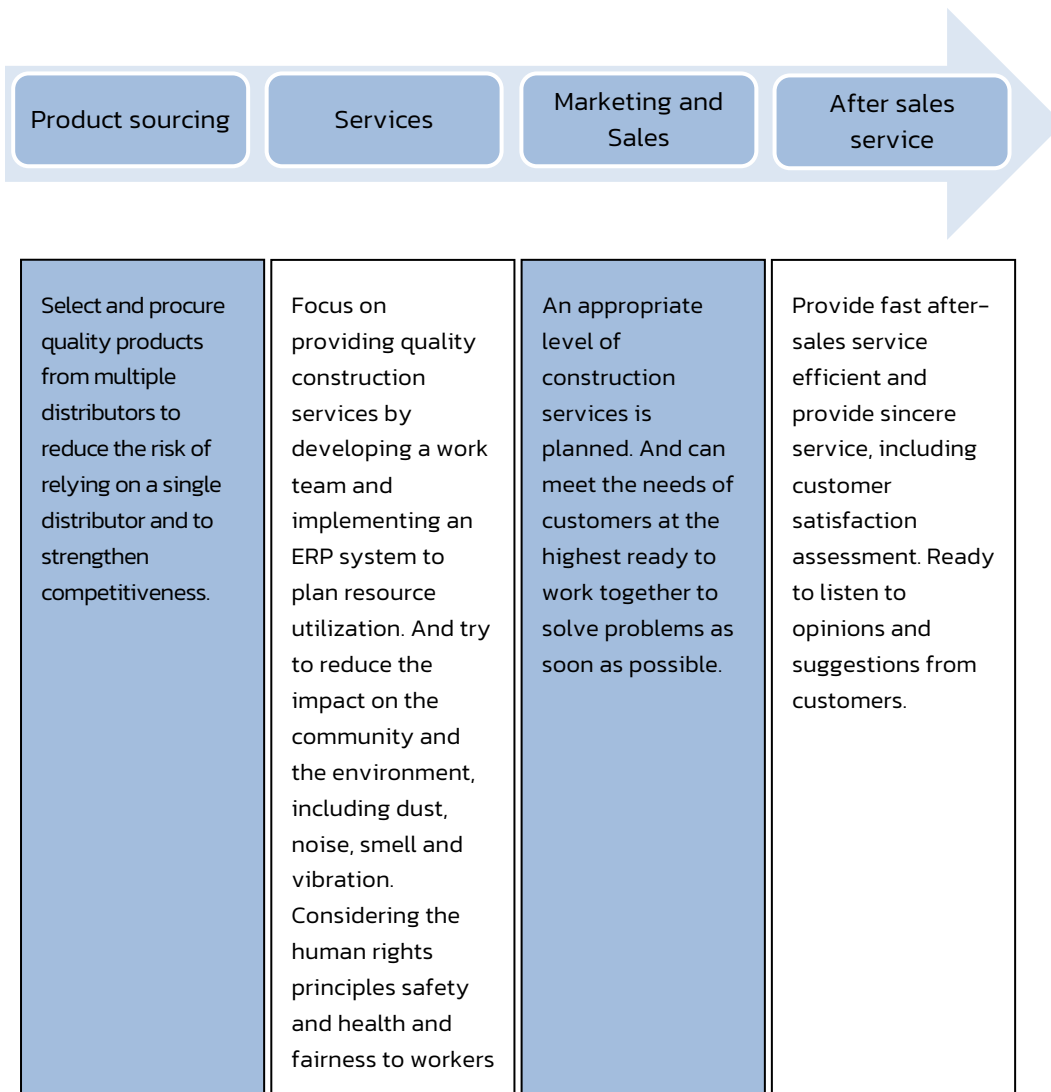 Product sourcing
Services
Marketing and
Sales
After sales
service
Select and procure
quality products
from multiple
distributors to
reduce the risk of
relying on a single
distributor and to
strengthen
competitiveness.
Focus on
providing quality
construction
services by
developing a work
team and
implementing an
ERP system to
plan resource
utilization. And try
to reduce the
impact on the
community and
the environment,
including dust,
noise, smell and
vibration.
Considering the
human rights
principles safety
and health and
fairness to workers
An appropriate
level of
construction
services is
planned. And can
meet the needs of
customers at the
highest ready to
work together to
solve problems as
soon as possible.
Provide fast after-
sales service
efficient and
provide sincere
service, including
customer
satisfaction
assessment. Ready
to listen to
opinions and
suggestions from
customers.